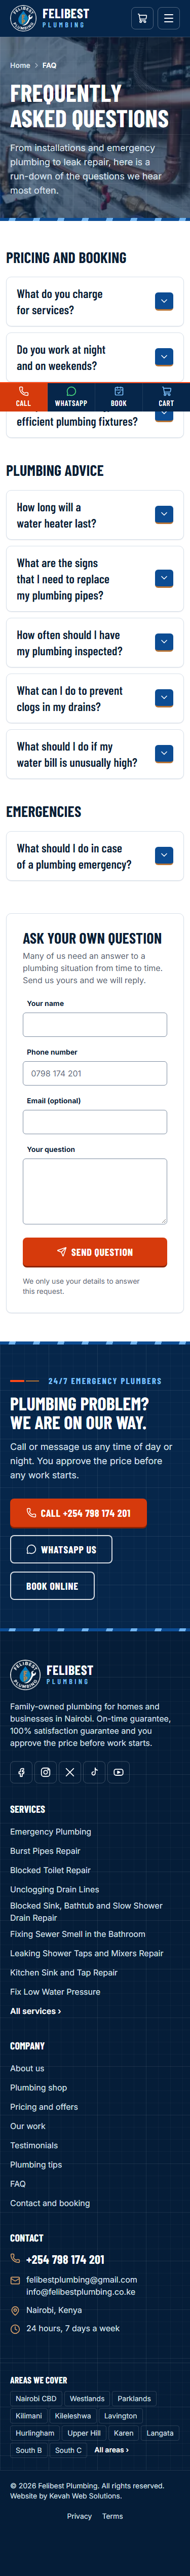 FELIBEST
PLUMBING
Home > FAQ
FREQUENTLY
ASKED QUESTIONS
From installations and emergency
plumbing to leak repair, here is a
run-down of the questions we hear
most often.
PRICING AND BOOKING
What do you charge
for services?
Do you work at night
and on weekends?
CALL
WHATSAPP
BOOK
CART
efficient plumbing fixtures?
PLUMBING ADVICE
How long will a
water heater last?
What are the signs
that I need to replace
my plumbing pipes?
How often should I have
my plumbing inspected?
What can I do to prevent
clogs in my drains?
What should I do if my
water bill is unusually high?
EMERGENCIES
What should I do in case
of a plumbing emergency?
ASK YOUR OWN QUESTION
Many of us need an answer to a
plumbing situation from time to time.
Send us yours and we will reply.
Your name
Phone number
0798 174 201
Email (optional)
Your question
SEND QUESTION
We only use your details to answer
this request.
24/7 EMERGENCY PLUMBERS
PLUMBING PROBLEM?
WE ARE ON OUR WAY.
Call or message us any time of day or
night. You approve the price before
any work starts.
CALL +254 798 174 201
WHATSAPP US
BOOK ONLINE
FELIBEST
PLUMBING
Family-owned plumbing for homes and
businesses in Nairobi. On-time guarantee,
100% satisfaction guarantee and you
approve the price before work starts.
SERVICES
Emergency Plumbing
Burst Pipes Repair
Blocked Toilet Repair
Unclogging Drain Lines
Blocked Sink, Bathtub and Slow Shower
Drain Repair
Fixing Sewer Smell in the Bathroom
Leaking Shower Taps and Mixers Repair
Kitchen Sink and Tap Repair
Fix Low Water Pressure
All services ›
COMPANY
About us
Plumbing shop
Pricing and offers
Our work
Testimonials
Plumbing tips
FAQ
Contact and booking
CONTACT
+254 798 174 201
felibestplumbing@gmail.com
info@felibestplumbing.co.ke
Nairobi, Kenya
24 hours, 7 days a week
AREAS WE COVER
Nairobi CBD Westlands Parklands
Kilimani Kileleshwa Lavington
Hurlingham Upper Hill Karen Langata
South B South C All areas ›
© 2026 Felibest Plumbing. All rights reserved.
Website by Kevah Web Solutions.
Privacy Terms